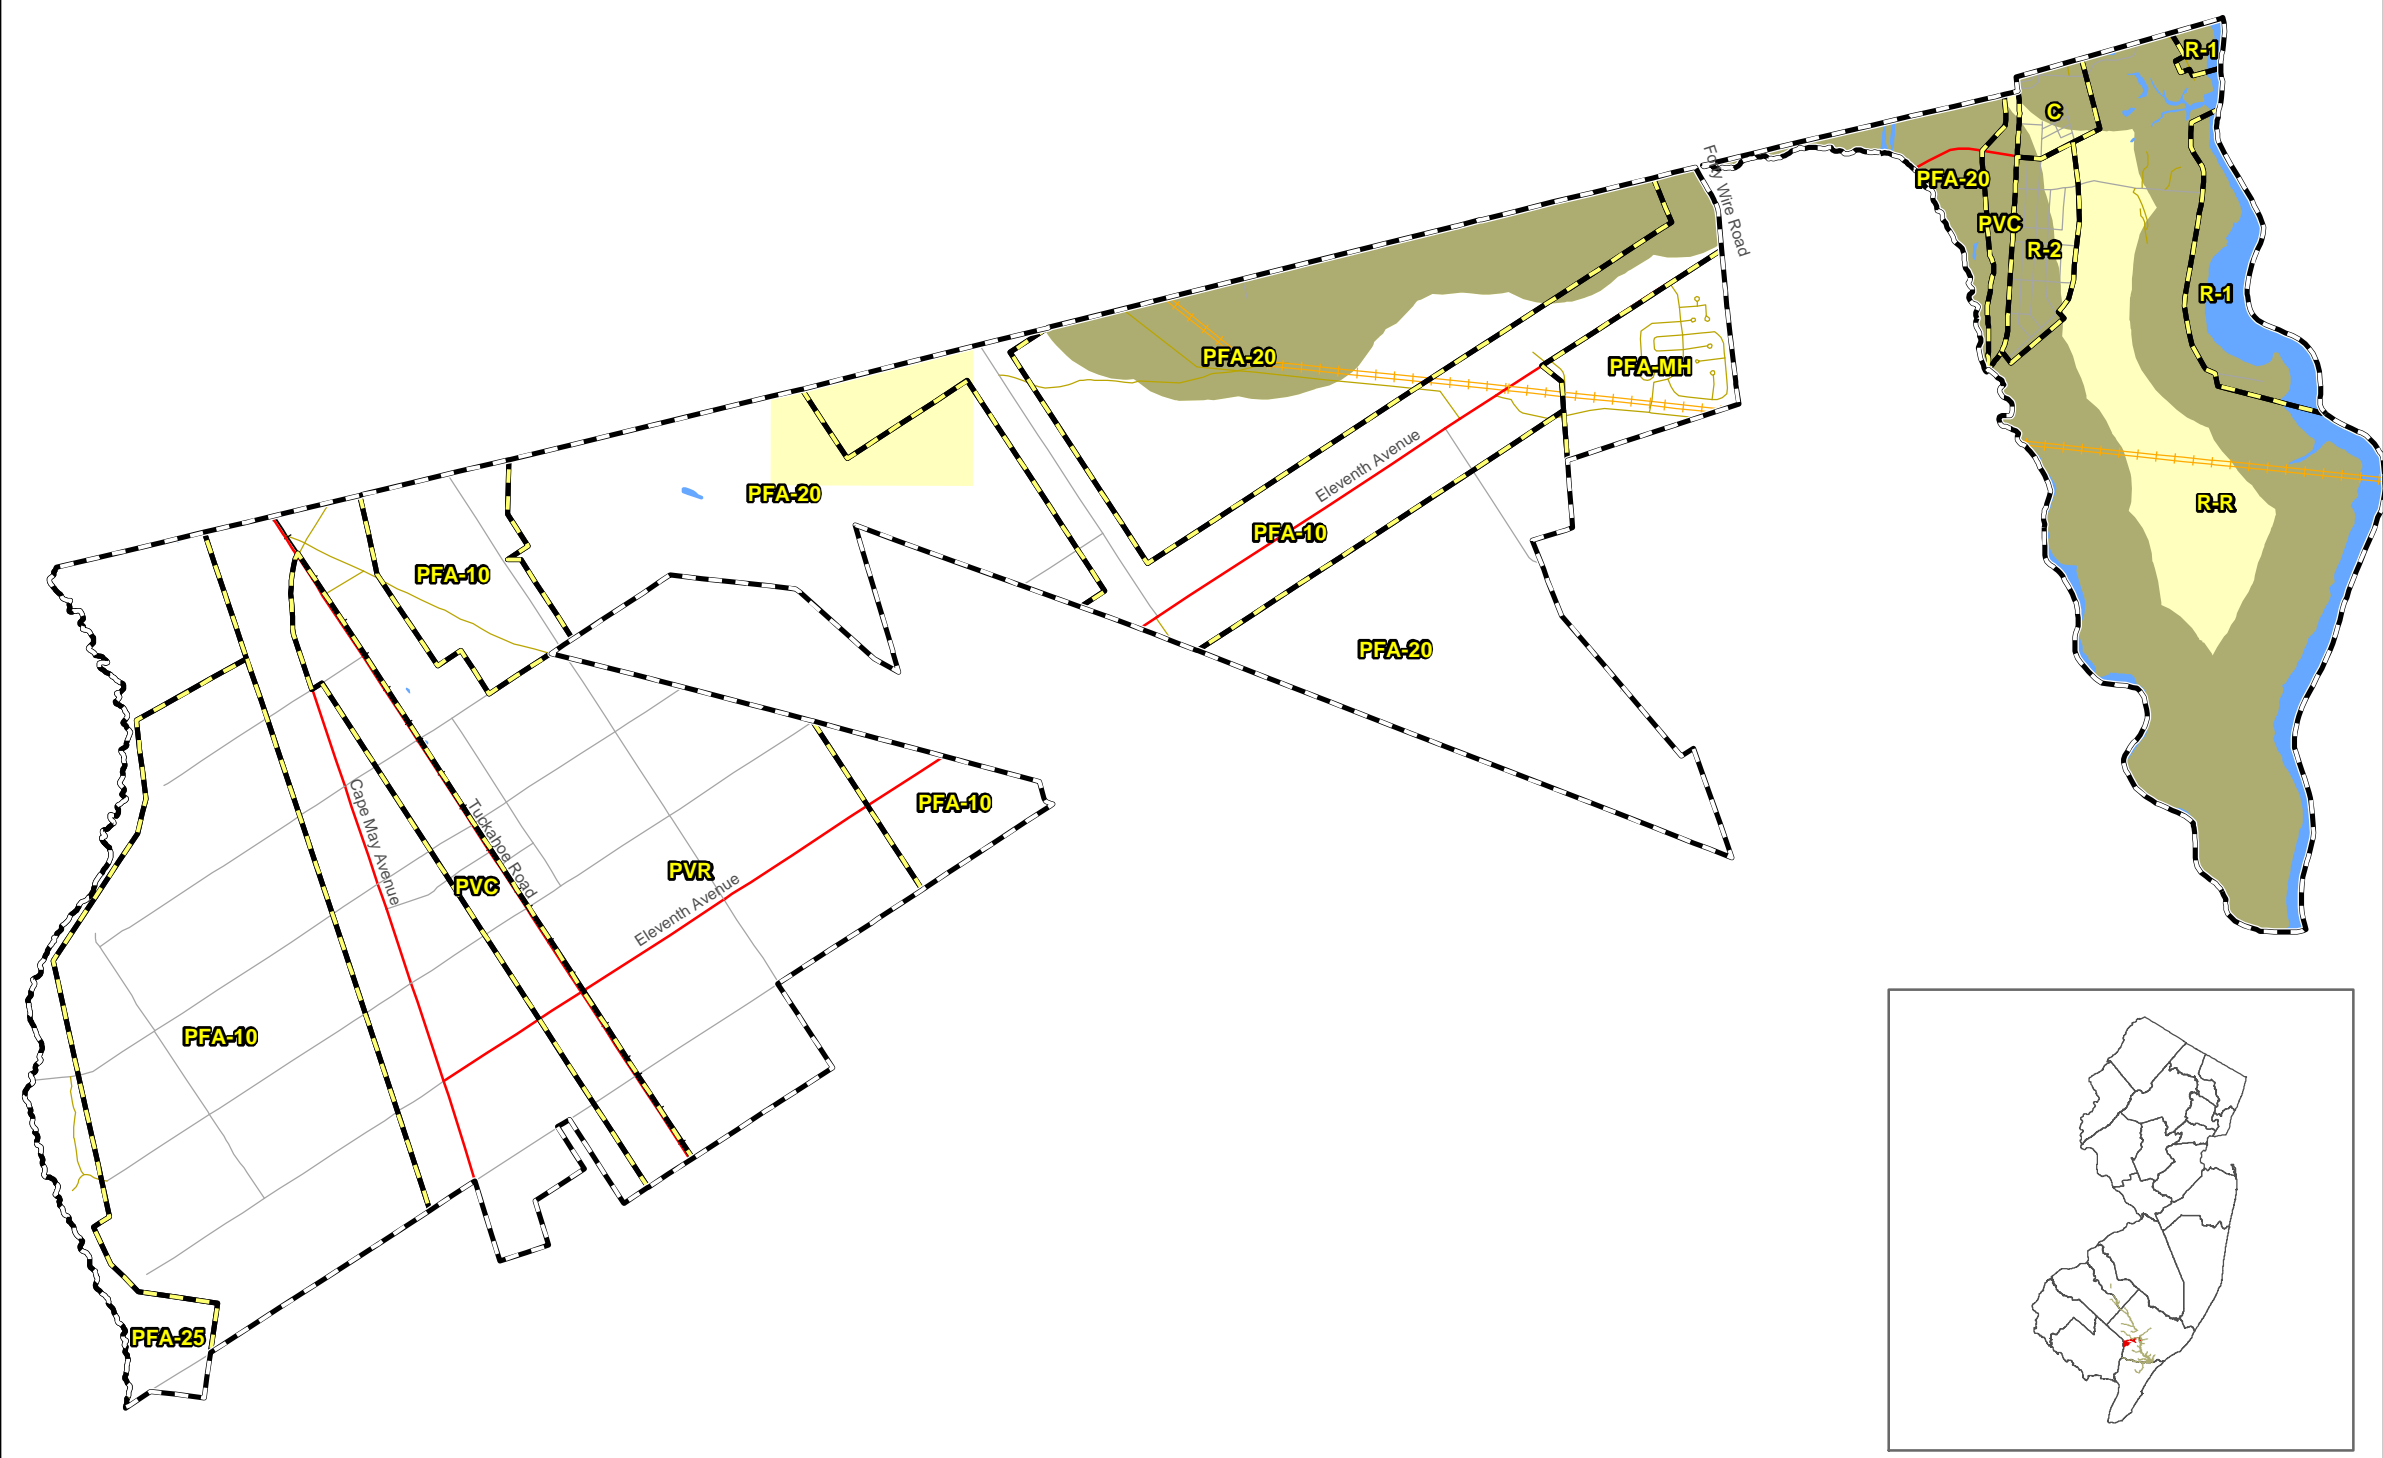 R-1
C
PFA-20
PVC
R-2
R-1
Forty Wire Road
PFA-20
PFA-MH
Eleventh Avenue
PFA-20
R-R
PFA-10
PFA-10
PFA-20
Cape May Avenue
Tuckahoe Road
PVC
PVR
Eleventh Avenue
PFA-10
PFA-10
PFA-25